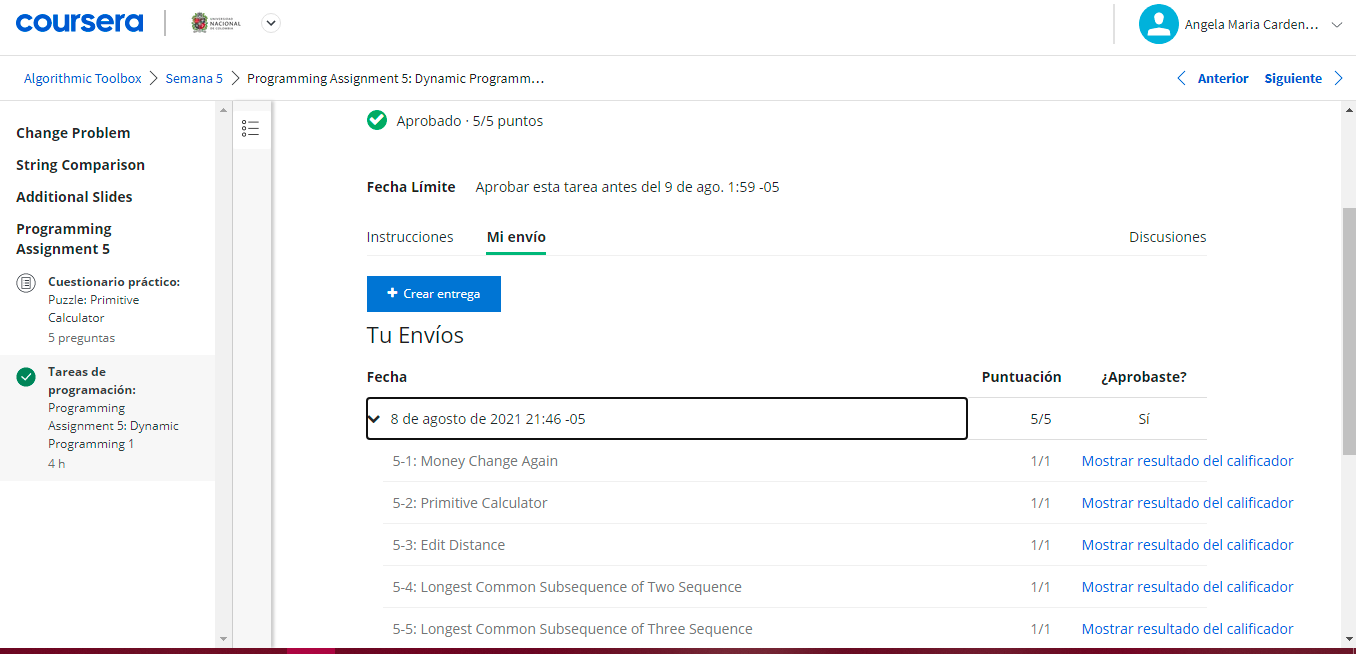 coursera
UNIVERSIDAD
NACIONAL
DE COLOMBIA
Angela Maria Carden...
Algorithmic Toolbox
Semana 5
Programming Assignment 5: Dynamic Programm...
Anterior
Siguiente
Change Problem
String Comparison
Additional Slides
Programming
Assignment 5
Cuestionario práctico:
Puzzle: Primitive
Calculator
5 preguntas
Tareas de
programación:
Programming
Assignment 5: Dynamic
Programming 1
4 h
Aprobado · 5/5 puntos
Fecha Límite Aprobar esta tarea antes del 9 de ago. 1:59 -05
Instrucciones Mi envío Discusiones
+ Crear entrega
Tu Envíos
Fecha Puntuación ¿Aprobaste?
8 de agosto de 2021 21:46 -05 5/5 Sí
5-1: Money Change Again 1/1 Mostrar resultado del calificador
5-2: Primitive Calculator 1/1 Mostrar resultado del calificador
5-3: Edit Distance 1/1 Mostrar resultado del calificador
5-4: Longest Common Subsequence of Two Sequence 1/1 Mostrar resultado del calificador
5-5: Longest Common Subsequence of Three Sequence 1/1 Mostrar resultado del calificador